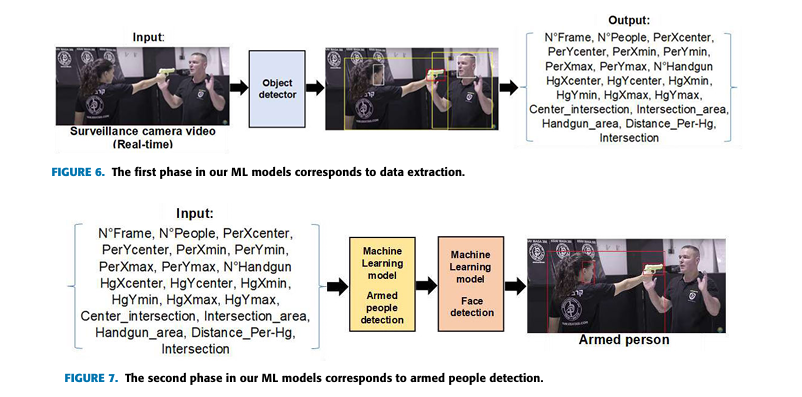 Input:
Output:
N°Frame, N°People, PerXcenter,
PerYcenter, PerXmin, PerYmin,
PerXmax, PerYmax, N°Handgun
HgXcenter, HgYcenter, HgXmin,
HgYmin, HgXmax, HgYmax,
Center_intersection, Intersection_area,
Handgun_area, Distance_Per-Hg,
Intersection
Object
detector
Surveillance camera video
(Real-time)
FIGURE 6. The first phase in our ML models corresponds to data extraction.
Input:
N°Frame, N°People, PerXcenter,
PerYcenter, PerXmin, PerYmin,
PerXmax, PerYmax, N°Handgun
HgXcenter, HgYcenter, HgXmin,
HgYmin, HgXmax, HgYmax,
Center_intersection, Intersection_area,
Handgun_area, Distance_Per-Hg,
Intersection
Machine
Learning
model
Armed
people
detection
Machine
Learning
model
Face
detection
Armed person
FIGURE 7. The second phase in our ML models corresponds to armed people detection.